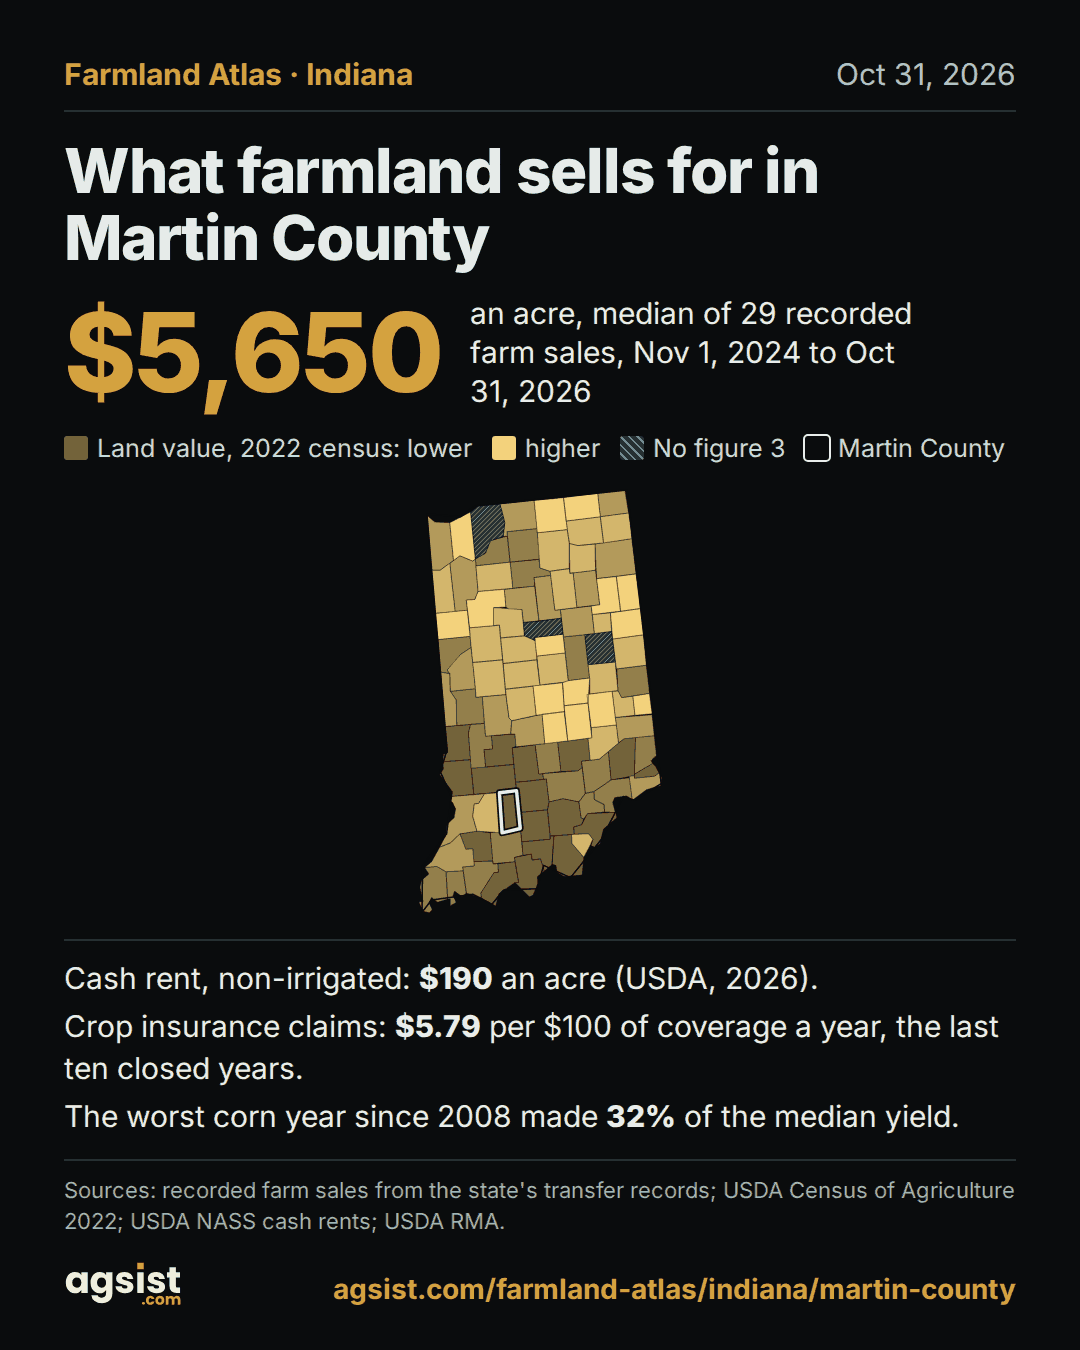 Farmland Atlas · Indiana
Oct 31, 2026
What farmland sells for in
Martin County
$5,650
an acre, median of 29 recorded
farm sales, Nov 1, 2024 to Oct
31, 2026
Land value, 2022 census: lower
higher
No figure 3
Martin County
Cash rent, non-irrigated: $190 an acre (USDA, 2026).
Crop insurance claims: $5.79 per $100 of coverage a year, the last
ten closed years.
The worst corn year since 2008 made 32% of the median yield.
Sources: recorded farm sales from the state's transfer records; USDA Census of Agriculture
2022; USDA NASS cash rents; USDA RMA.
agsist
.com
agsist.com/farmland-atlas/indiana/martin-county